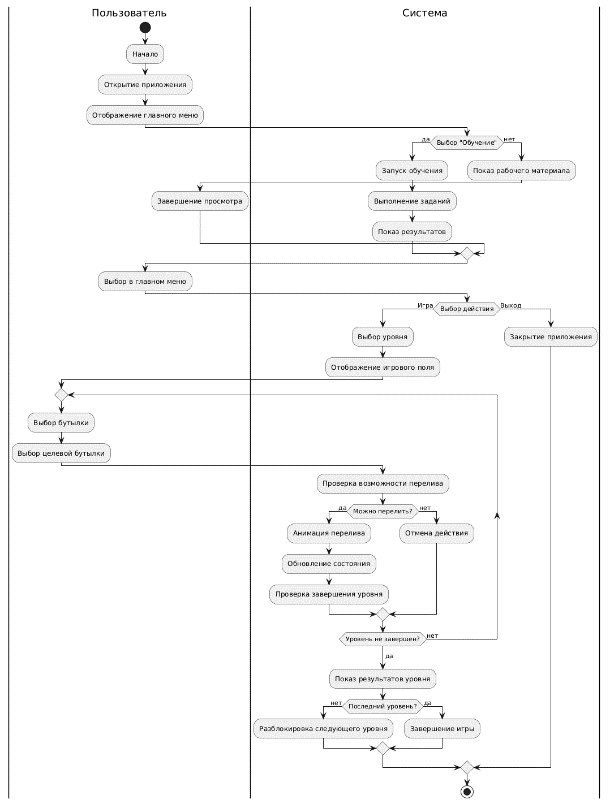 Пользователь
Система
Начало
Открытие приложения
Отображение главного меню
да
Выбор "Обучение"
нет
Запуск обучения
Показ рабочего материала
Завершение просмотра
Выполнение заданий
Показ результатов
Выбор в главном меню
Игра
Выбор действия
Выход
Выбор уровня
Закрытие приложения
Отображение игрового поля
Выбор бутылки
Выбор целевой бутылки
Проверка возможности перелива
да
Можно перелить?
нет
Анимация перелива
Отмена действия
Обновление состояния
Проверка завершения уровня
Уровень не завершен?
нет
да
Показ результатов уровня
нет
Последний уровень?
да
Разблокировка следующего уровня
Завершение игры